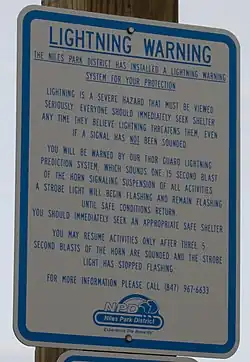 LIGHTNING WARNING
THE NILES PARK DISTRICT HAS INSTALLED A LIGHTNING WARNING
SYSTEM FOR YOUR PROTECTION
LIGHTNING IS A SEVERE HAZARD THAT MUST BE VIEWED
SERIOUSLY. EVERYONE SHOULD IMMEDIATELY SEEK SHELTER
ANY TIME THEY BELIEVE LIGHTNING THREATENS THEM, EVEN
IF A SIGNAL HAS NOT BEEN SOUNDED.
YOU WILL BE WARNED BY OUR THOR GUARD LIGHTNING
PREDICTION SYSTEM, WHICH SOUNDS ONE 15 SECOND BLAST
OF THE HORN SIGNALING SUSPENSION OF ALL ACTIVITIES.
A STROBE LIGHT WILL BEGIN FLASHING AND REMAIN FLASHING
UNTIL SAFE CONDITIONS RETURN.
YOU SHOULD IMMEDIATELY SEEK AN APPROPRIATE SAFE SHELTER
YOU MAY RESUME ACTIVITIES ONLY AFTER THREE 5
SECOND BLASTS OF THE HORN ARE SOUNDED AND THE STROBE
LIGHT HAS STOPPED FLASHING.
FOR MORE INFORMATION PLEASE CALL (847) 967-6633
NPD
Niles Park District
Experience the Benefits